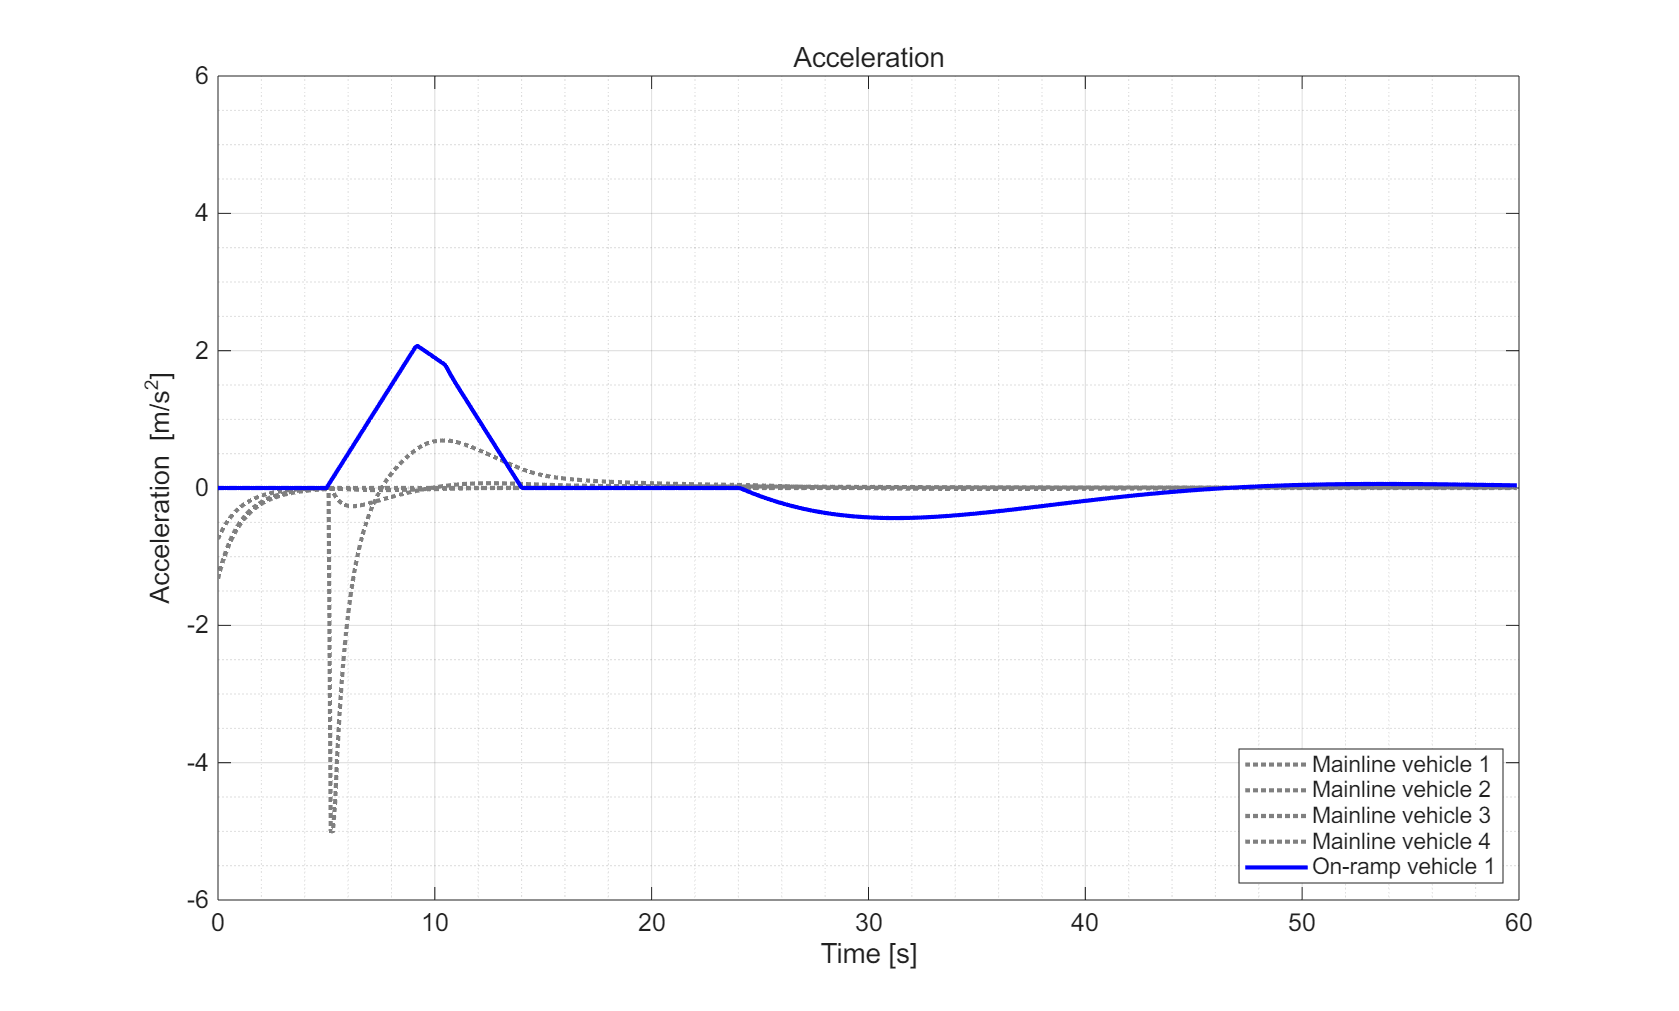 Acceleration
6
4
2
0
-2
-4
-6
Acceleration [m/s²]
0 10 20 30 40 50 60
Time [s]
Mainline vehicle 1
Mainline vehicle 2
Mainline vehicle 3
Mainline vehicle 4
On-ramp vehicle 1